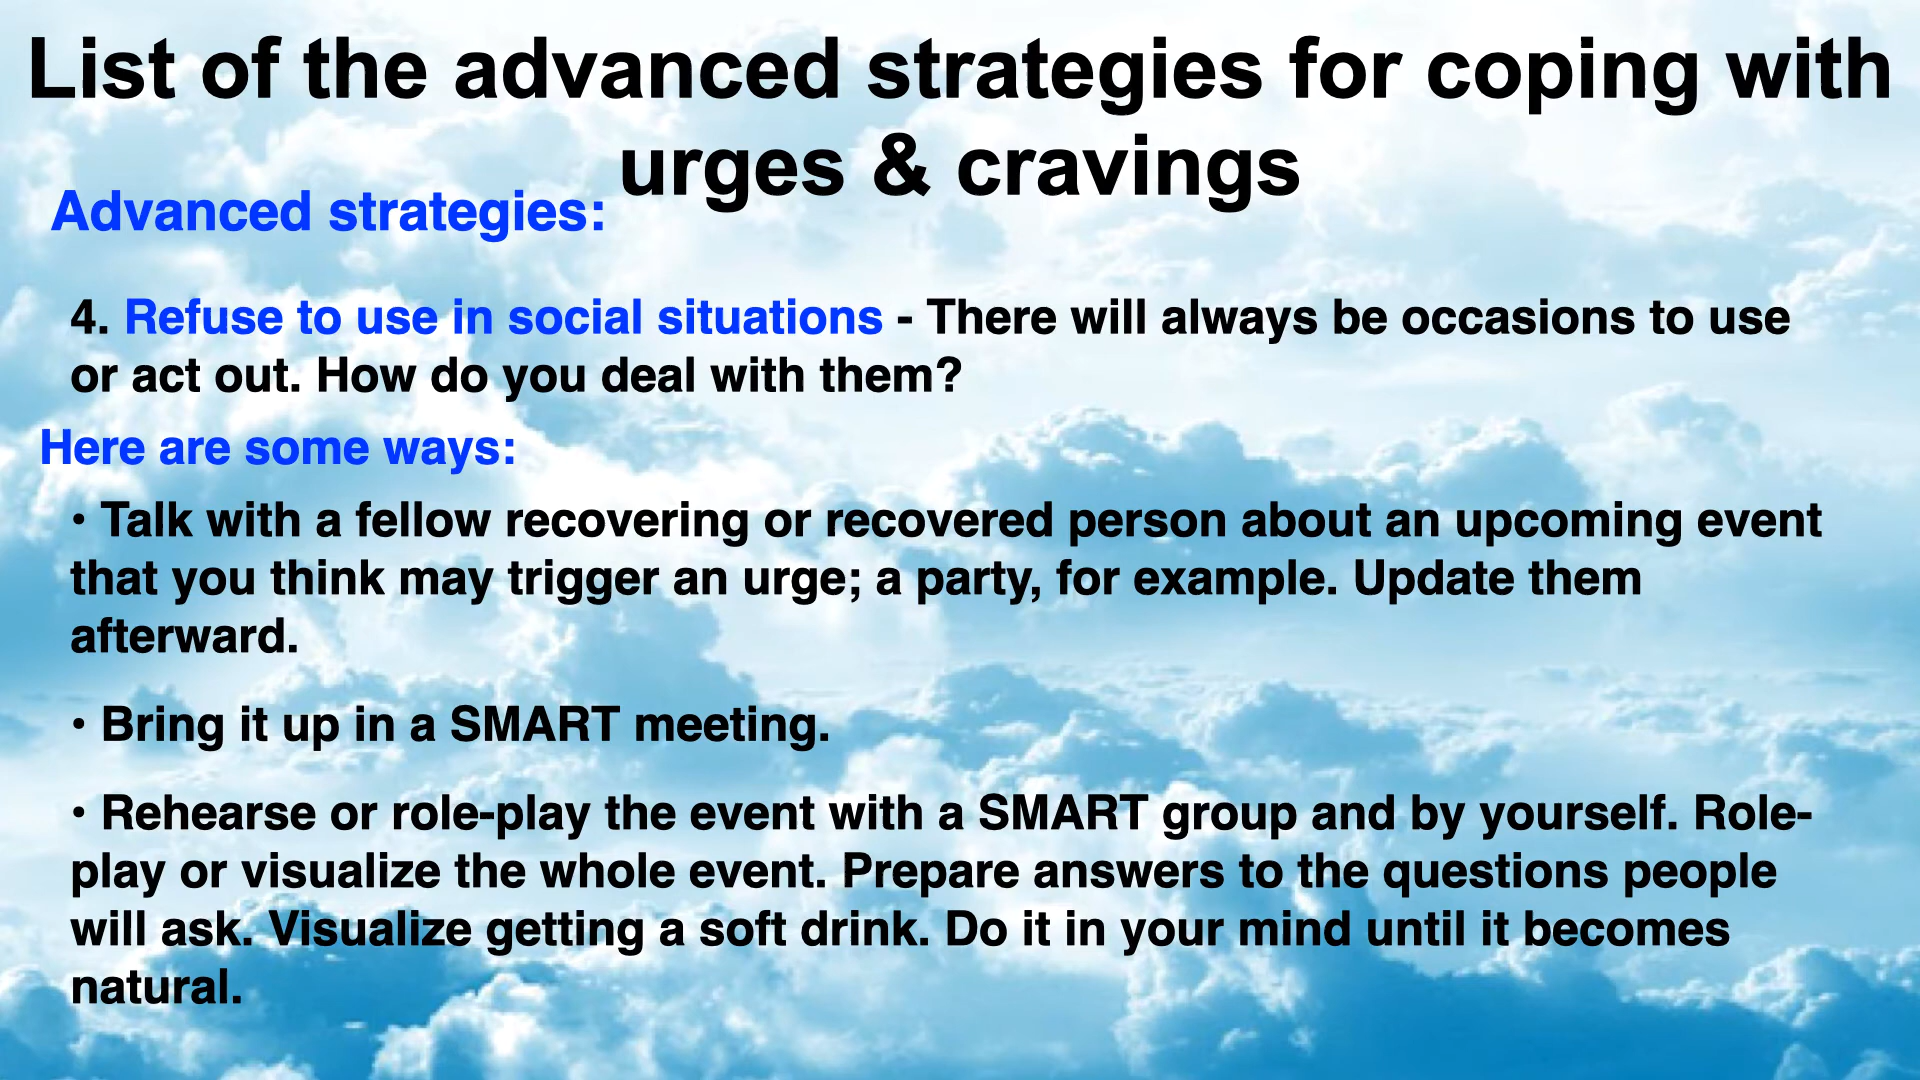 List of the advanced strategies for coping with
urges & cravings
Advanced strategies:
4. Refuse to use in social situations - There will always be occasions to use
or act out. How do you deal with them?
Here are some ways:
• Talk with a fellow recovering or recovered person about an upcoming event
that you think may trigger an urge; a party, for example. Update them
afterward.
• Bring it up in a SMART meeting.
• Rehearse or role-play the event with a SMART group and by yourself. Role-
play or visualize the whole event. Prepare answers to the questions people
will ask. Visualize getting a soft drink. Do it in your mind until it becomes
natural.